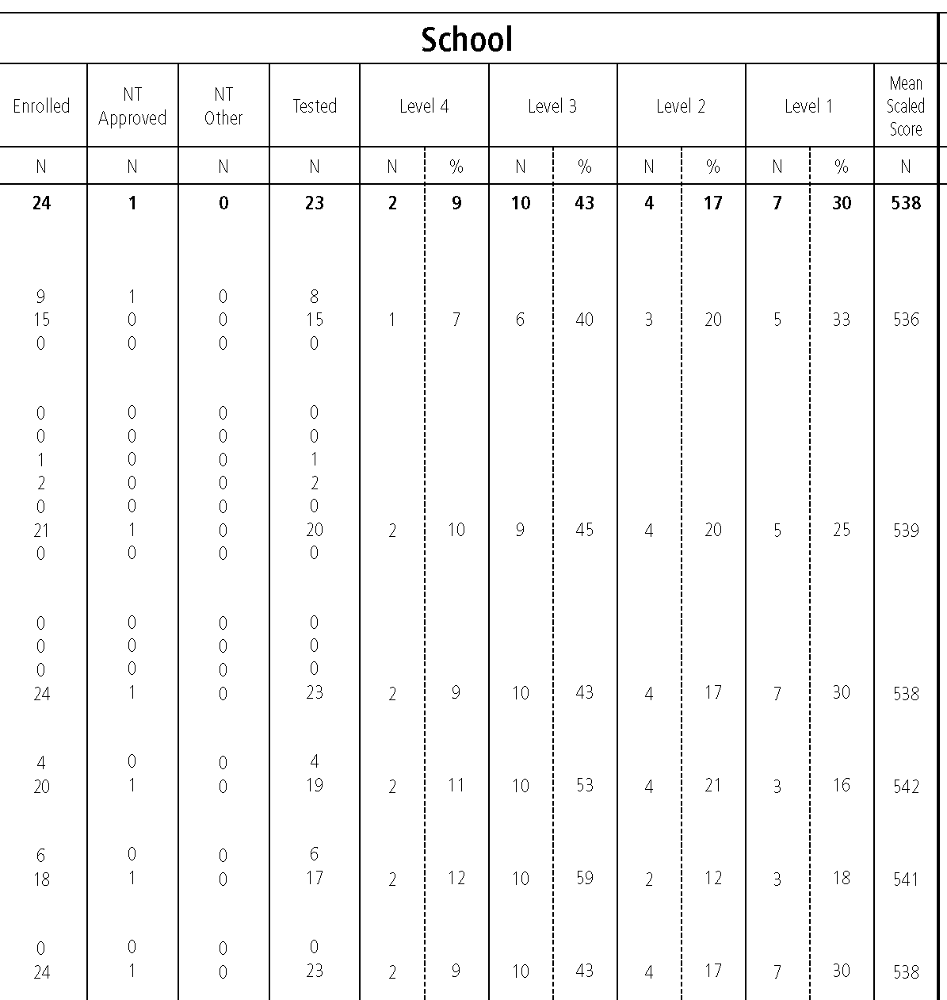 School
Enrolled NT Approved NT Other Tested Level 4 Level 3 Level 2 Level 1 Mean Scaled Score
N N N N N % N % N % N % N
24 1 0 23 2 9 10 43 4 17 7 30 538
9 1 0 8
15 0 0 15 1 7 6 40 3 20 5 33 536
0 0 0 0
0 0 0 0
0 0 0 0
1 0 0 1
2 0 0 2
0 0 0 0
21 1 0 20 2 10 9 45 4 20 5 25 539
0 0 0 0
0 0 0 0
0 0 0 0
0 0 0 0
24 1 0 23 2 9 10 43 4 17 7 30 538
4 0 0 4
20 1 0 19 2 11 10 53 4 21 3 16 542
6 0 0 6
18 1 0 17 2 12 10 59 2 12 3 18 541
0 0 0 0
24 1 0 23 2 9 10 43 4 17 7 30 538